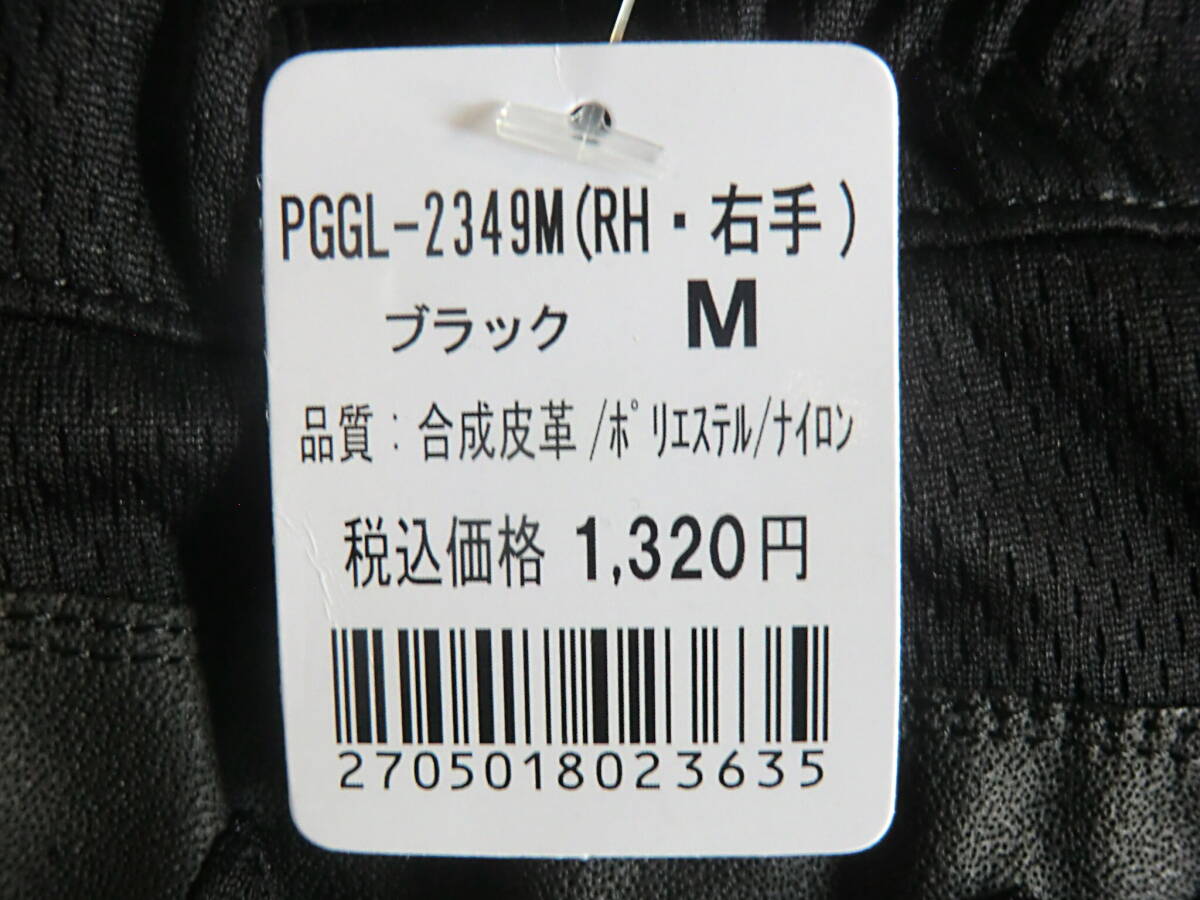 PGGL-2349M(RH・右手)
ブラック M
品質：合成皮革/ﾎﾟﾘｴｽﾃﾙ/ﾅｲﾛﾝ
税込価格 1,320円
2705018023635